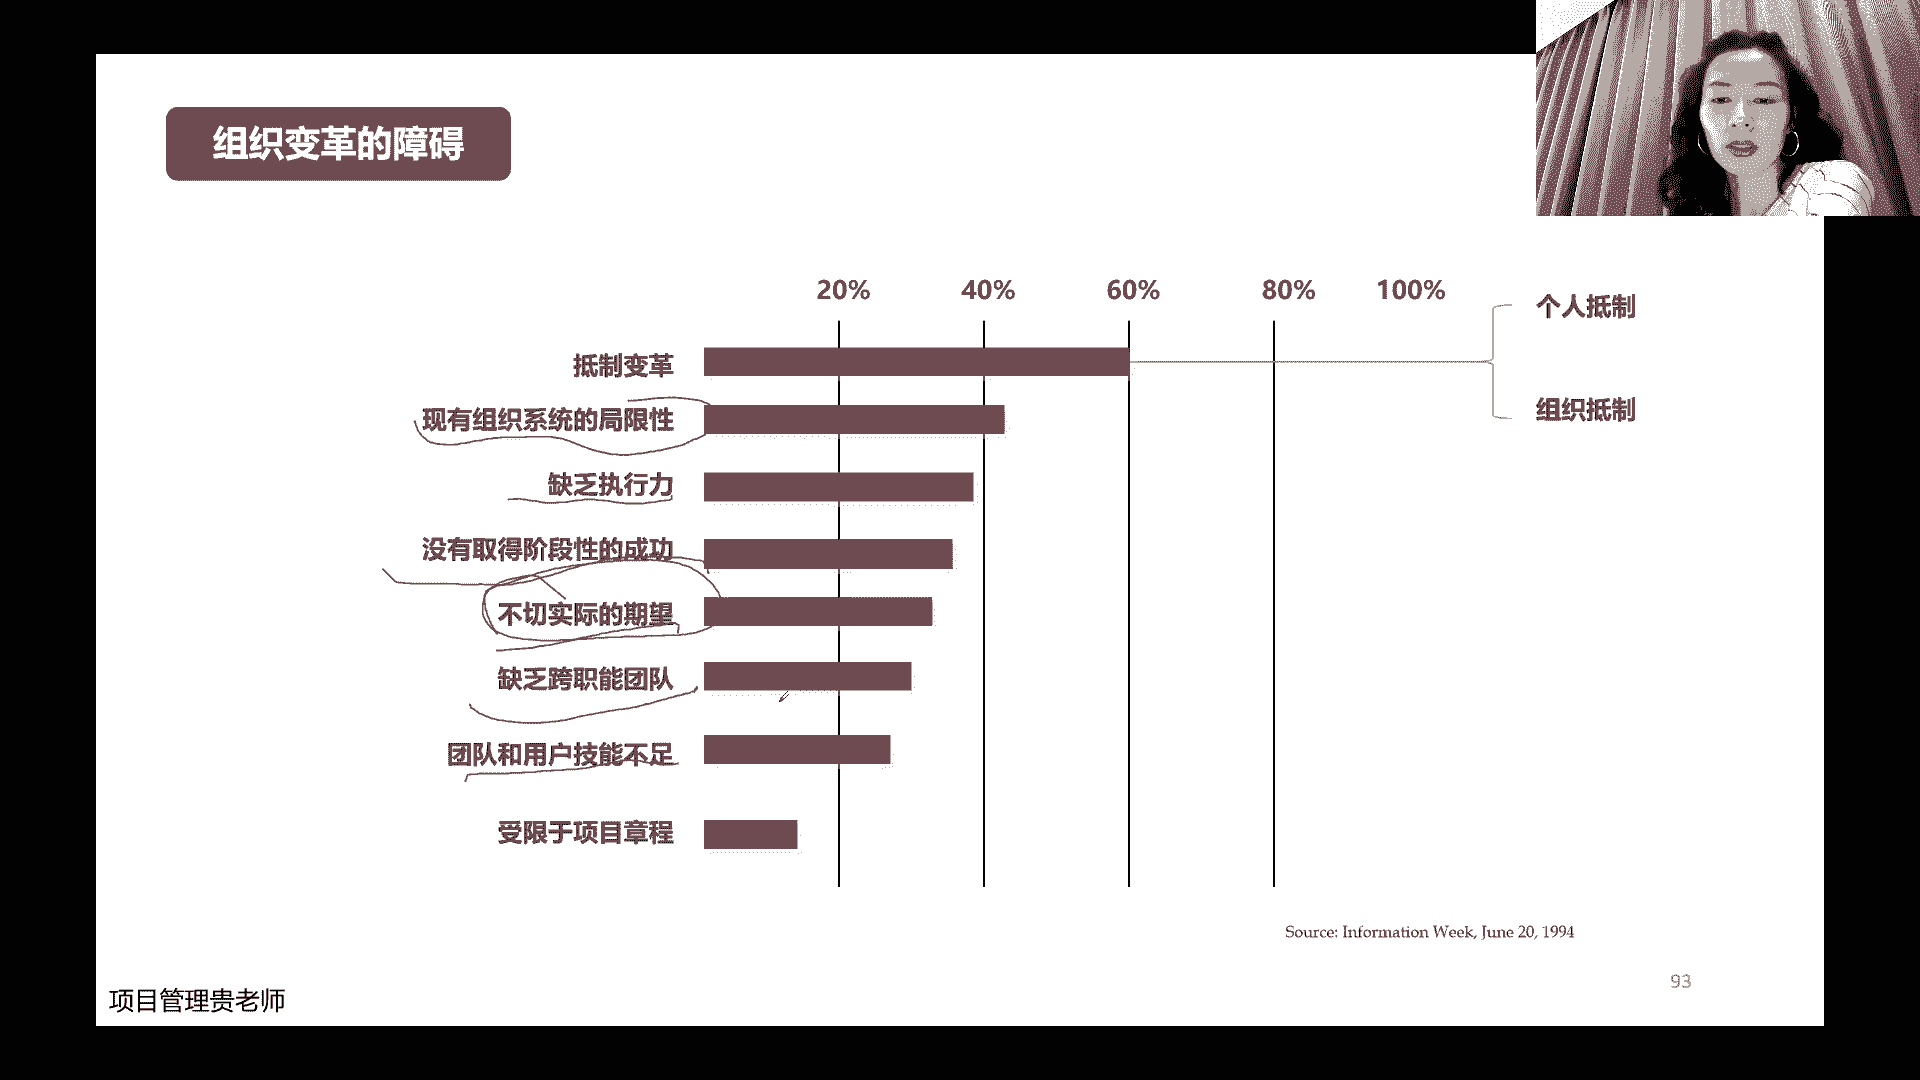 组织变革的障碍
20% 40% 60% 80% 100%
个人抵制
抵制变革
组织抵制
现有组织系统的局限性
缺乏执行力
没有取得阶段性的成功
不切实际的期望
缺乏跨职能团队
团队和用户技能不足
受限于项目章程
Source: Information Week, June 20, 1994
93
项目管理贵老师